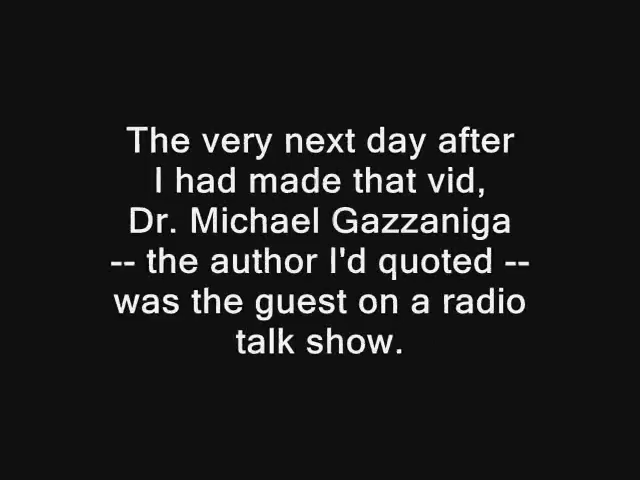 The very next day after
I had made that vid,
Dr. Michael Gazzaniga
-- the author I'd quoted --
was the guest on a radio
talk show.